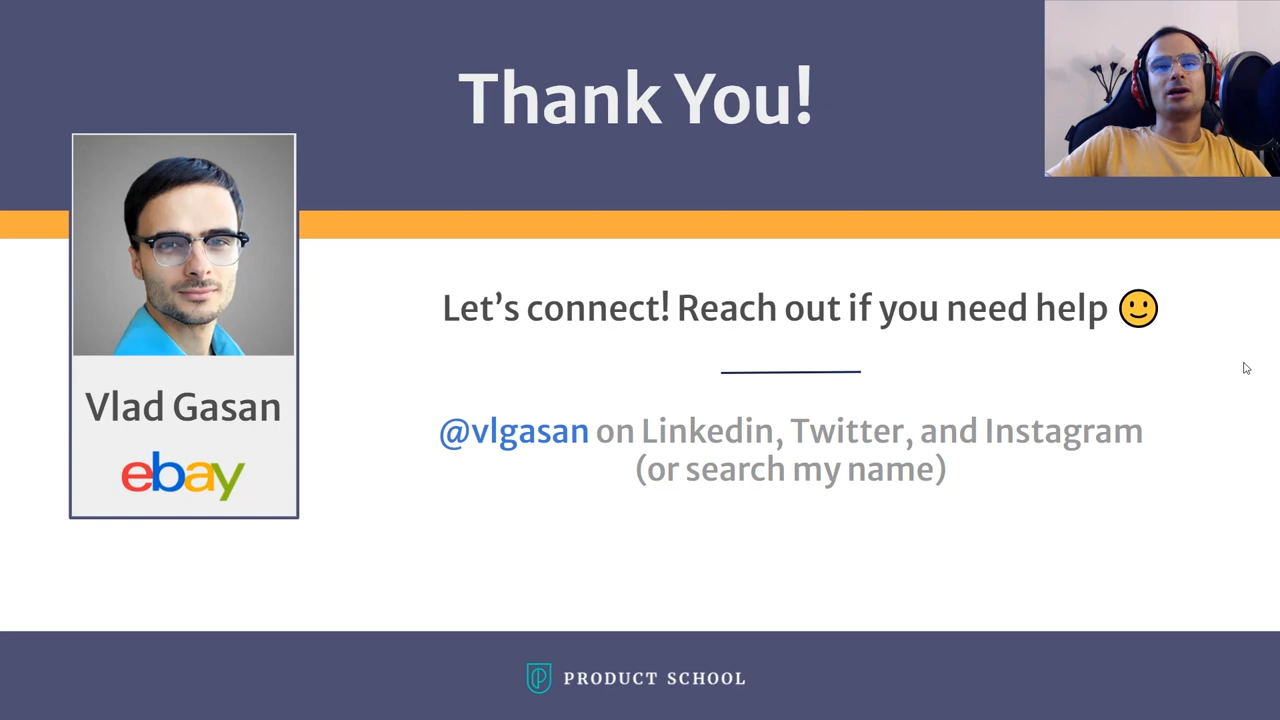 Thank You!
Vlad Gasan
ebay
Let’s connect! Reach out if you need help 🙂
@vlgasan on Linkedin, Twitter, and Instagram
(or search my name)
PRODUCT SCHOOL